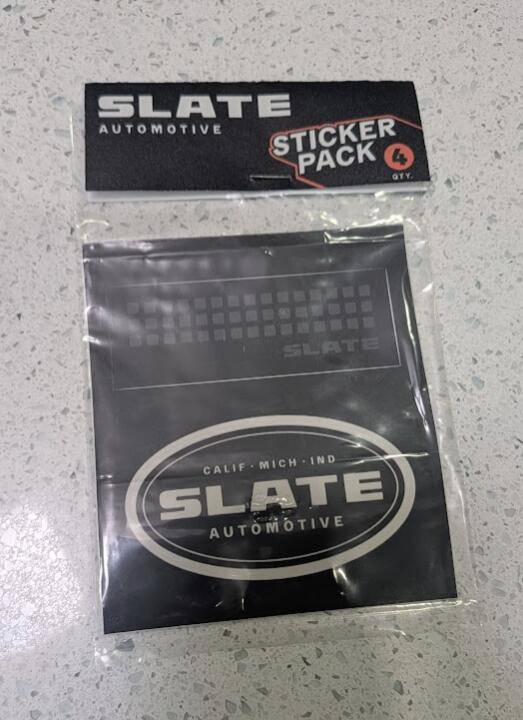 SLATE
AUTOMOTIVE
STICKER
PACK 4
QTY.
SLATE
CALIF · MICH · IND
SLATE
AUTOMOTIVE